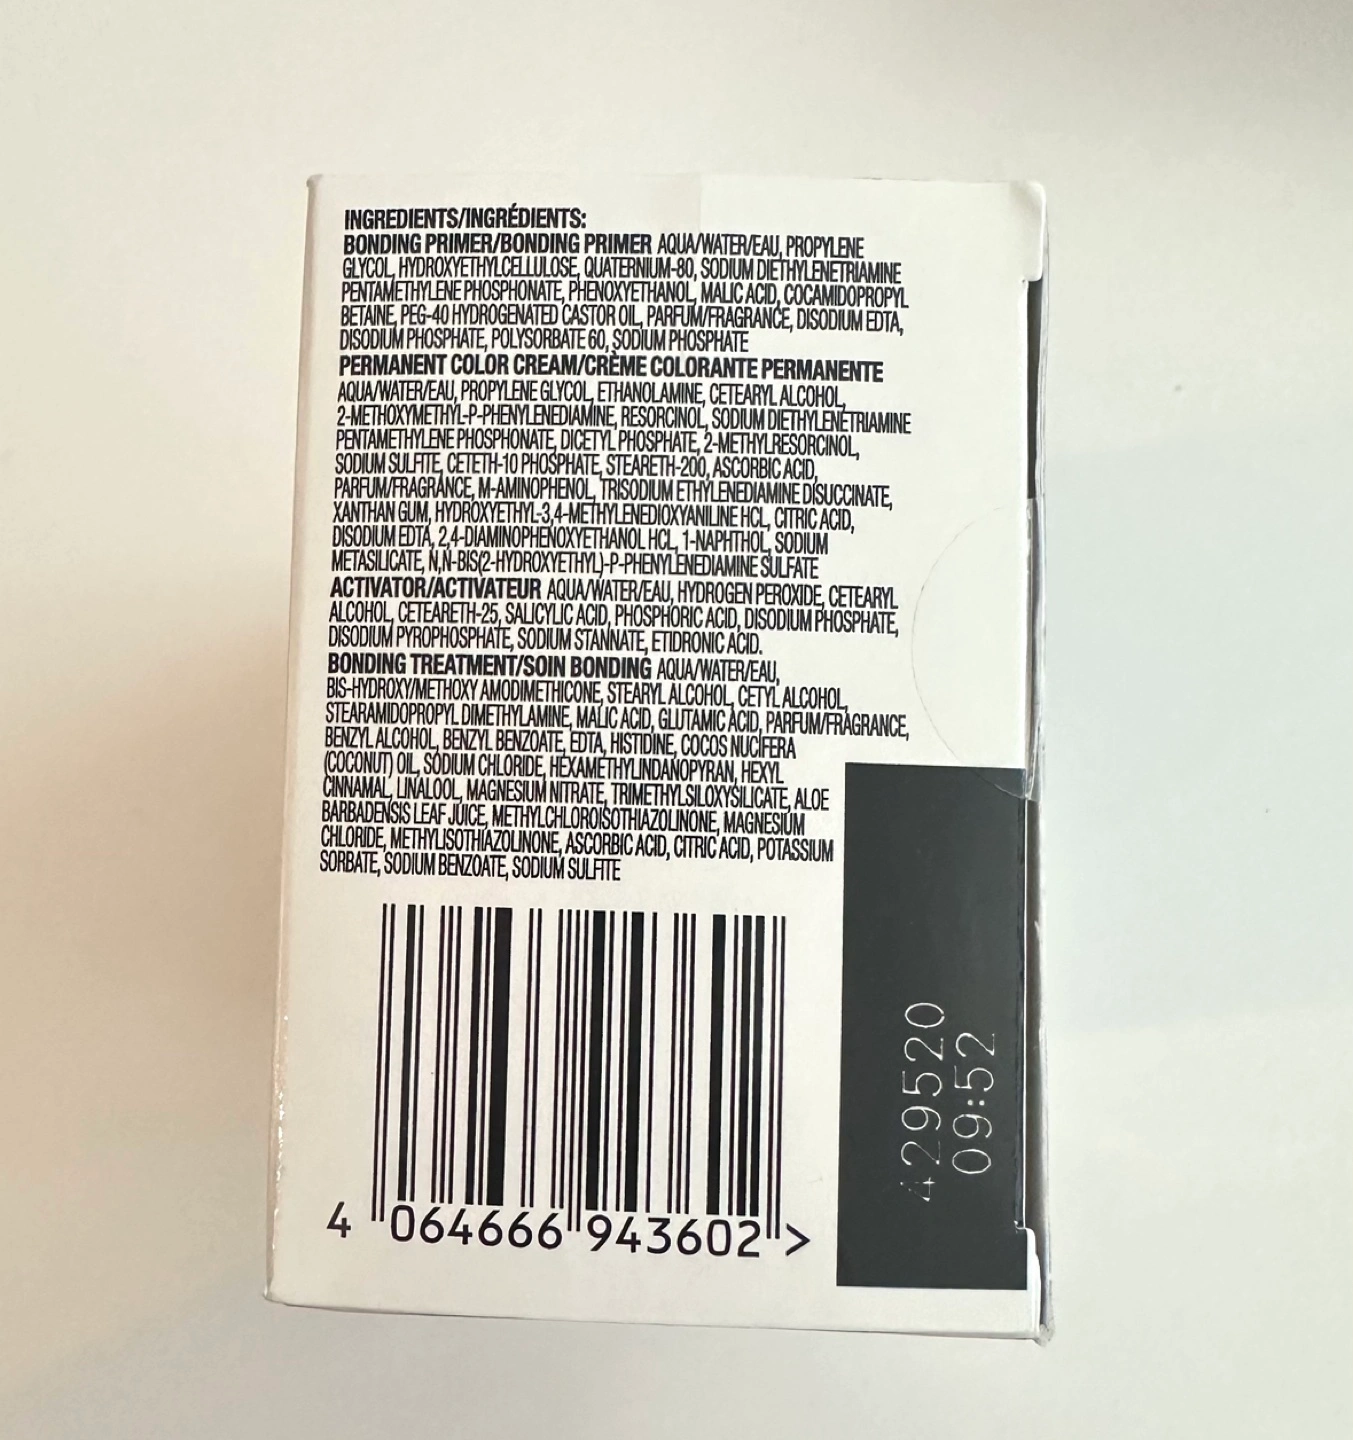 INGREDIENTS/INGRÉDIENTS:
BONDING PRIMER/BONDING PRIMER AQUA/WATER/EAU, PROPYLENE
GLYCOL, HYDROXYETHYLCELLULOSE, QUATERNIUM-80, SODIUM DIETHYLENETRIAMINE
PENTAMETHYLENE PHOSPHONATE, PHENOXYETHANOL, MALIC ACID, COCAMIDOPROPYL
BETAINE, PEG-40 HYDROGENATED CASTOR OIL, PARFUM/FRAGRANCE, DISODIUM EDTA,
DISODIUM PHOSPHATE, POLYSORBATE 60, SODIUM PHOSPHATE
PERMANENT COLOR CREAM/CRÈME COLORANTE PERMANENTE
AQUA/WATER/EAU, PROPYLENE GLYCOL, ETHANOLAMINE, CETEARYL ALCOHOL,
2-METHOXYMETHYL-P-PHENYLENEDIAMINE, RESORCINOL, SODIUM DIETHYLENETRIAMINE
PENTAMETHYLENE PHOSPHONATE, DICETYL PHOSPHATE, 2-METHYLRESORCINOL,
SODIUM SULFITE, CETETH-10 PHOSPHATE, STEARETH-200, ASCORBIC ACID,
PARFUM/FRAGRANCE, M-AMINOPHENOL, TRISODIUM ETHYLENEDIAMINE DISUCCINATE,
XANTHAN GUM, HYDROXYETHYL-3,4-METHYLENEDIOXYANILINE HCL, CITRIC ACID,
DISODIUM EDTA, 2,4-DIAMINOPHENOXYETHANOL HCL, 1-NAPHTHOL, SODIUM
METASILICATE, N,N-BIS(2-HYDROXYETHYL)-P-PHENYLENEDIAMINE SULFATE
ACTIVATOR/ACTIVATEUR AQUA/WATER/EAU, HYDROGEN PEROXIDE, CETEARYL
ALCOHOL, CETEARETH-25, SALICYLIC ACID, PHOSPHORIC ACID, DISODIUM PHOSPHATE,
DISODIUM PYROPHOSPHATE, SODIUM STANNATE, ETIDRONIC ACID.
BONDING TREATMENT/SOIN BONDING AQUA/WATER/EAU,
BIS-HYDROXY/METHOXY AMODIMETHICONE, STEARYL ALCOHOL, CETYL ALCOHOL,
STEARAMIDOPROPYL DIMETHYLAMINE, MALIC ACID, GLUTAMIC ACID, PARFUM/FRAGRANCE,
BENZYL ALCOHOL, BENZYL BENZOATE, EDTA, HISTIDINE, COCOS NUCIFERA
(COCONUT) OIL, SODIUM CHLORIDE, HEXAMETHYLINDANOPYRAN, HEXYL
CINNAMAL, LINALOOL, MAGNESIUM NITRATE, TRIMETHYLSILOXYSILICATE, ALOE
BARBADENSIS LEAF JUICE, METHYLCHLOROISOTHIAZOLINONE, MAGNESIUM
CHLORIDE, METHYLISOTHIAZOLINONE, ASCORBIC ACID, CITRIC ACID, POTASSIUM
SORBATE, SODIUM BENZOATE, SODIUM SULFITE
4 064666 943602 >
429520
09:52